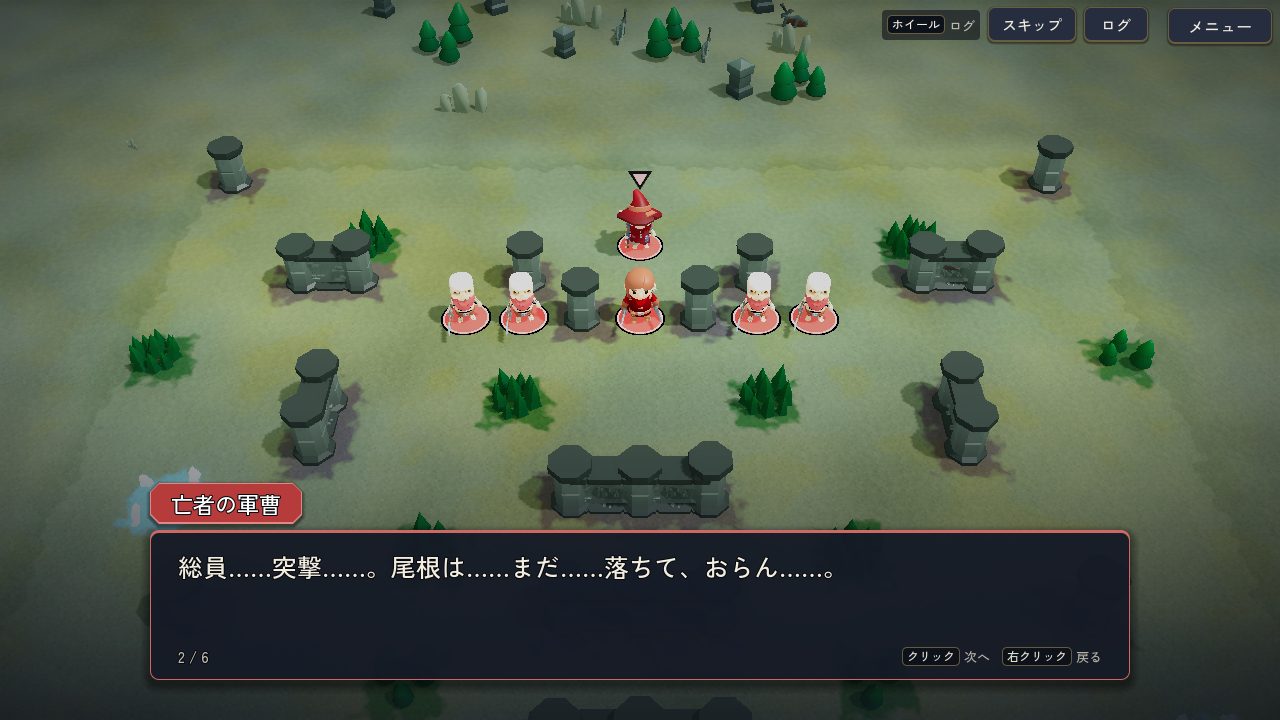 ホイール ログ スキップ ログ メニュー
亡者の軍曹
総員……突撃……。尾根は……まだ……落ちて、おらん……。
2 / 6 クリック 次へ 右クリック 戻る